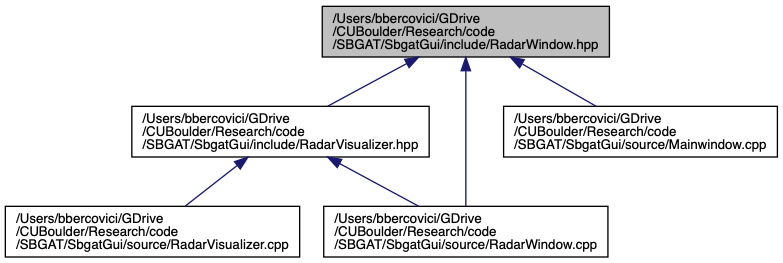 /Users/bbercovici/GDrive
/CUBoulder/Research/code
/SBGAT/SbgatGui/include/RadarWindow.hpp
/Users/bbercovici/GDrive
/CUBoulder/Research/code
/SBGAT/SbgatGui/include/RadarVisualizer.hpp
/Users/bbercovici/GDrive
/CUBoulder/Research/code
/SBGAT/SbgatGui/source/Mainwindow.cpp
/Users/bbercovici/GDrive
/CUBoulder/Research/code
/SBGAT/SbgatGui/source/RadarVisualizer.cpp
/Users/bbercovici/GDrive
/CUBoulder/Research/code
/SBGAT/SbgatGui/source/RadarWindow.cpp